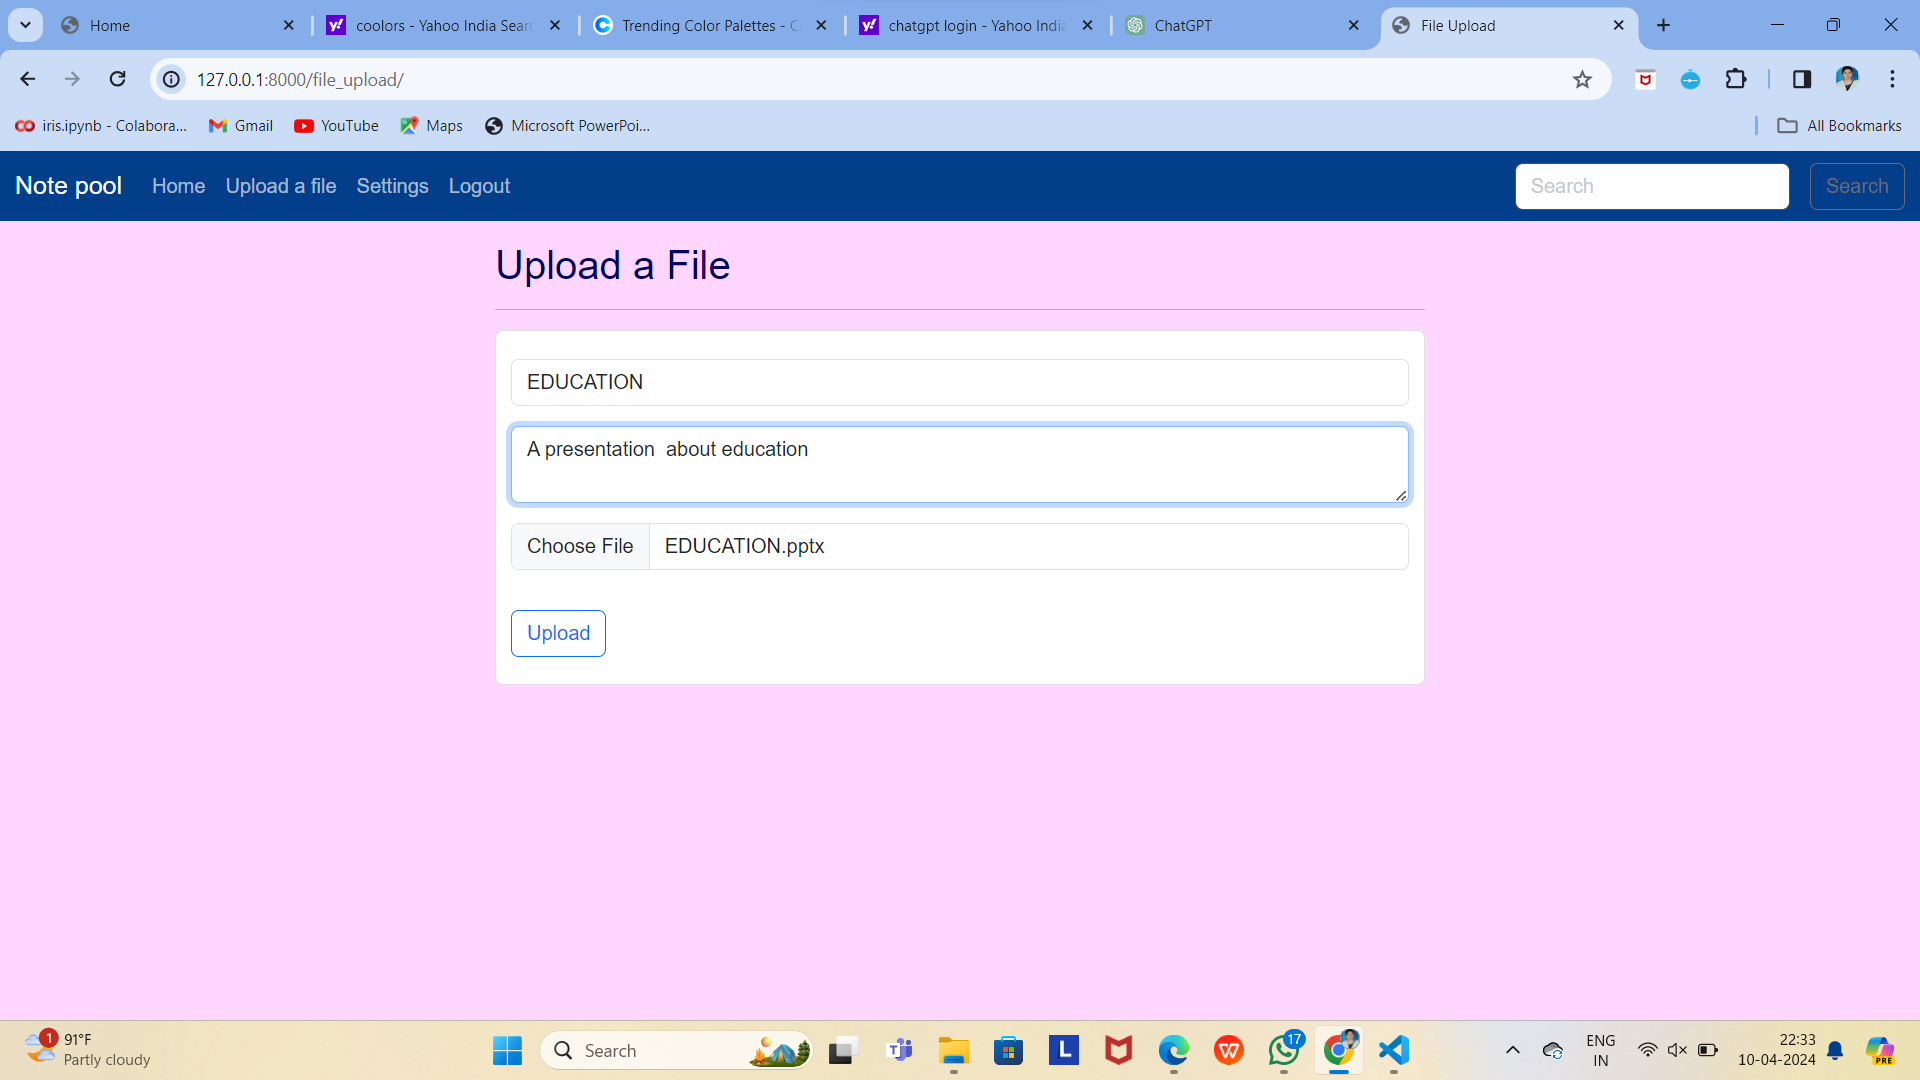 Home
coolors - Yahoo India Sear
Trending Color Palettes - C
chatgpt login - Yahoo India
ChatGPT
File Upload
127.0.0.1:8000/file_upload/
iris.ipynb - Colabora...
Gmail
YouTube
Maps
Microsoft PowerPoi...
All Bookmarks
Note pool
Home
Upload a file
Settings
Logout
Search
Search
Upload a File
EDUCATION
A presentation  about education
Choose File
EDUCATION.pptx
Upload
1
91°F
Partly cloudy
Search
L
17
ENG
IN
22:33
10-04-2024
PRE